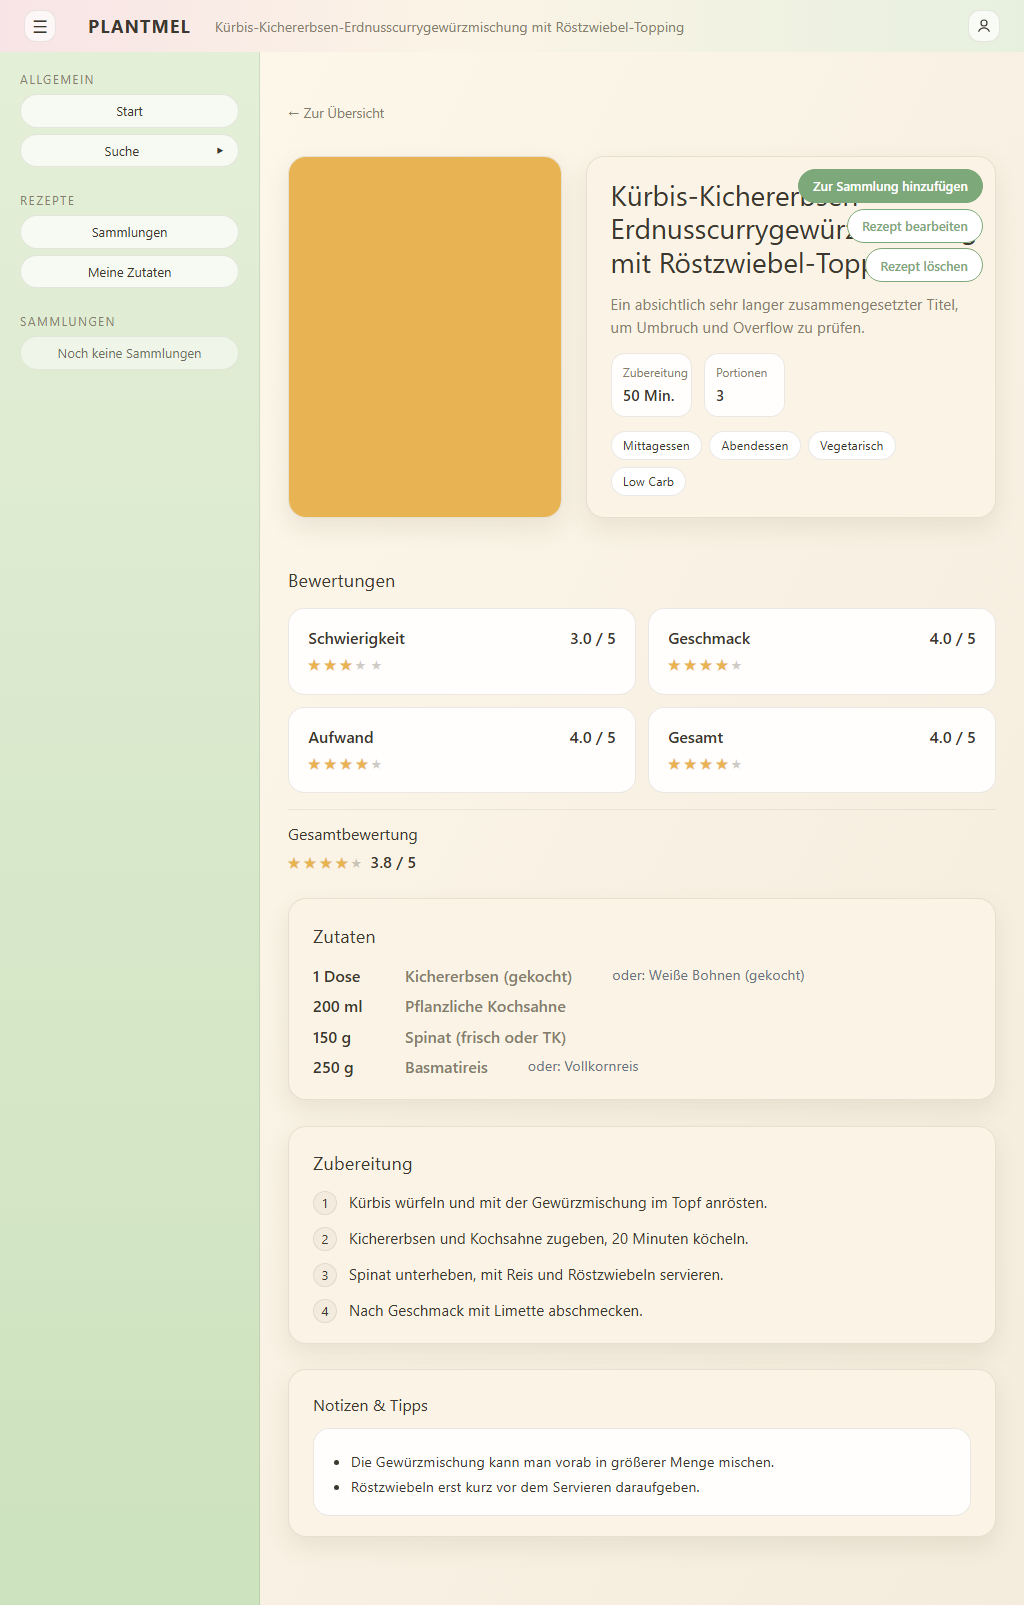 ☰ PLANTMEL Kürbis-Kichererbsen-Erdnusscurrygewürzmischung mit Röstzwiebel-Topping
ALLGEMEIN
Start
Suche ▸
REZEPTE
Sammlungen
Meine Zutaten
SAMMLUNGEN
Noch keine Sammlungen
← Zur Übersicht
Zur Sammlung hinzufügen
Rezept bearbeiten
Rezept löschen
Kürbis-Kichererbsen-
Erdnusscurrygewürz
mit Röstzwiebel-Topp
Ein absichtlich sehr langer zusammengesetzter Titel,
um Umbruch und Overflow zu prüfen.
Zubereitung
50 Min.
Portionen
3
Mittagessen
Abendessen
Vegetarisch
Low Carb
Bewertungen
Schwierigkeit 3.0 / 5
★★★★★
Geschmack 4.0 / 5
★★★★★
Aufwand 4.0 / 5
★★★★★
Gesamt 4.0 / 5
★★★★★
Gesamtbewertung
★★★★★ 3.8 / 5
Zutaten
1 Dose Kichererbsen (gekocht) oder: Weiße Bohnen (gekocht)
200 ml Pflanzliche Kochsahne
150 g Spinat (frisch oder TK)
250 g Basmatireis oder: Vollkornreis
Zubereitung
1 Kürbis würfeln und mit der Gewürzmischung im Topf anrösten.
2 Kichererbsen und Kochsahne zugeben, 20 Minuten köcheln.
3 Spinat unterheben, mit Reis und Röstzwiebeln servieren.
4 Nach Geschmack mit Limette abschmecken.
Notizen & Tipps
• Die Gewürzmischung kann man vorab in größerer Menge mischen.
• Röstzwiebeln erst kurz vor dem Servieren daraufgeben.